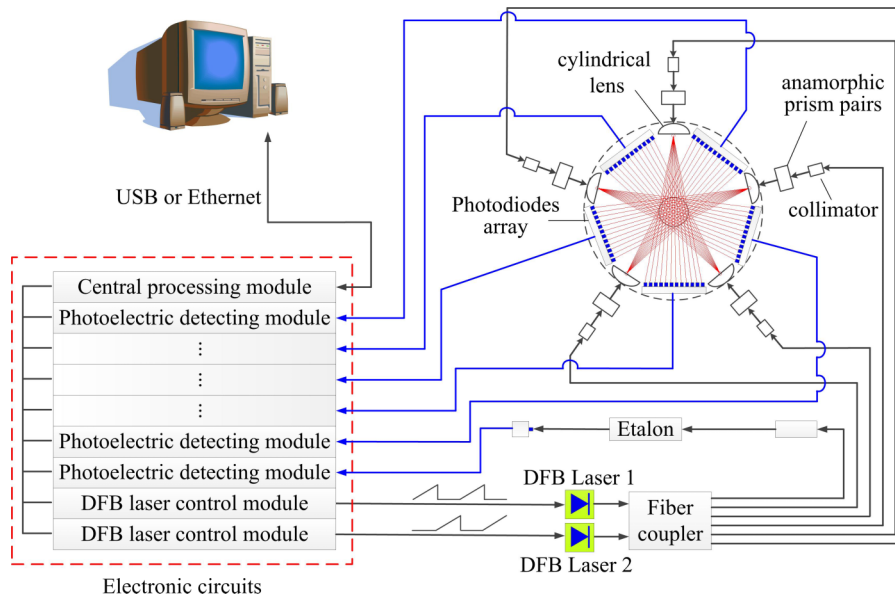 cylindrical
lens
anamorphic
prism pairs
USB or Ethernet
Photodiodes
array
collimator
Central processing module
Photoelectric detecting module
⋮
⋮
⋮
Photoelectric detecting module
Photoelectric detecting module
DFB laser control module
DFB laser control module
Electronic circuits
Etalon
DFB Laser 1
Fiber
coupler
DFB Laser 2